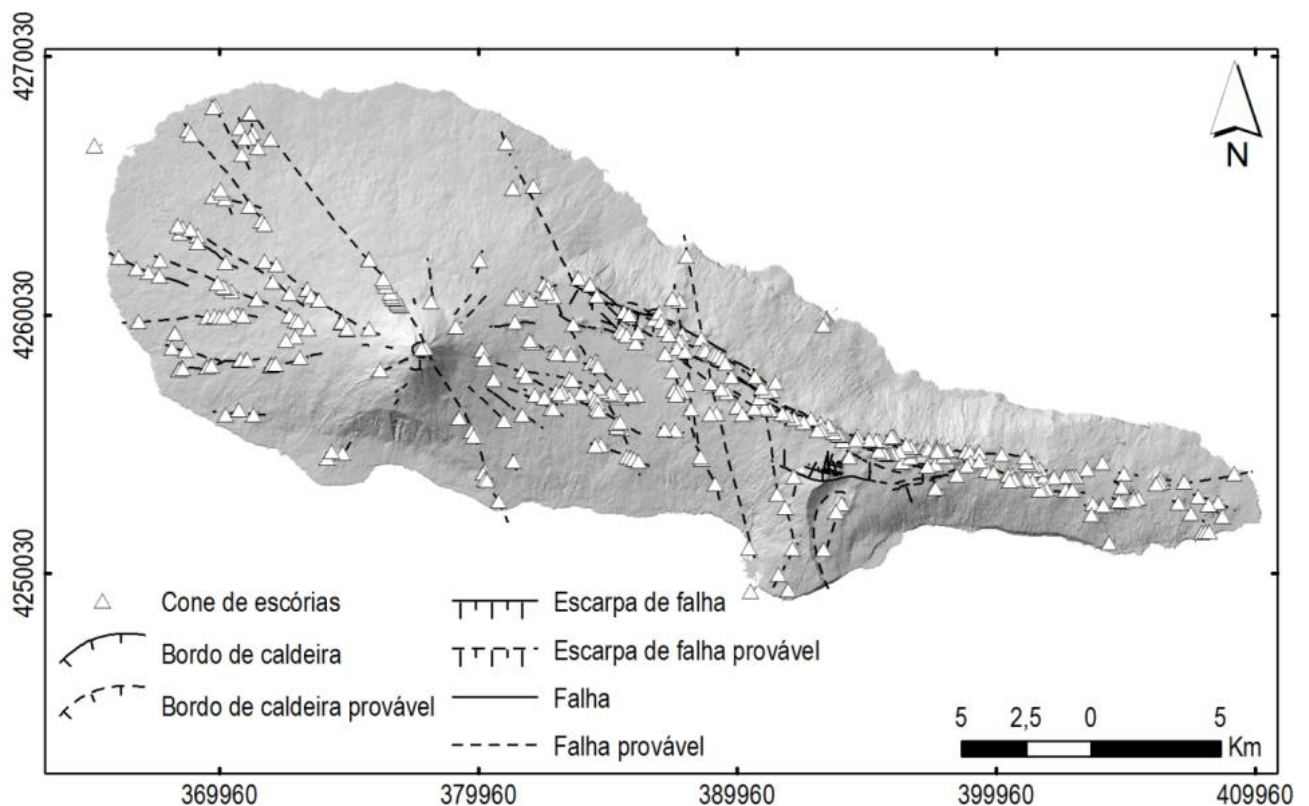 4270030
4260030
4250030
N
Cone de escórias
Bordo de caldeira
Bordo de caldeira provável
Escarpa de falha
Escarpa de falha provável
Falha
Falha provável
5 2,5 0 5
Km
369960 379960 389960 399960 409960